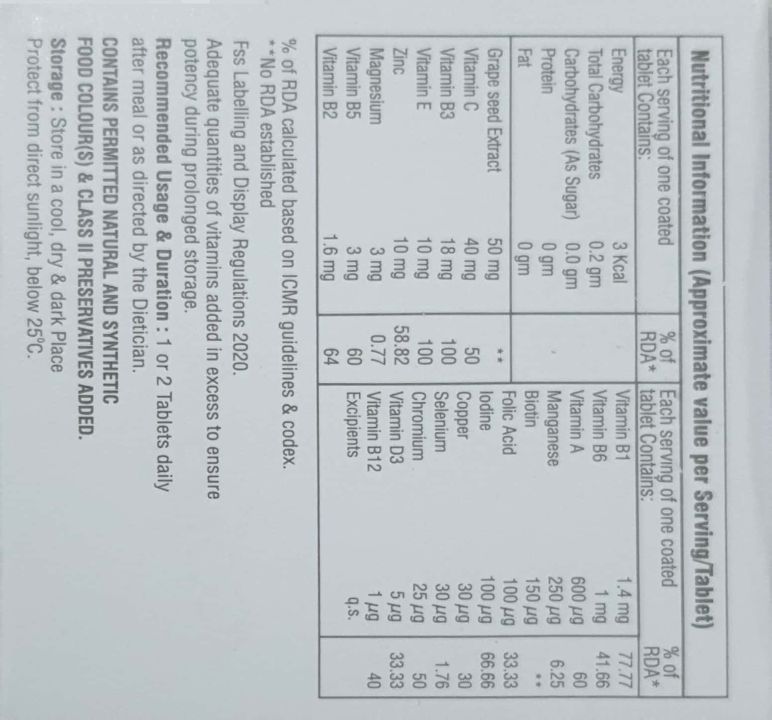 Nutritional Information (Approximate value per Serving/Tablet)
Each serving of one coated tablet Contains: % of RDA*
Energy 3 Kcal
Total Carbohydrates 0.2 gm
Carbohydrates (As Sugar) 0.0 gm
Protein 0 gm
Fat 0 gm
Grape seed Extract 50 mg **
Vitamin C 40 mg 50
Vitamin B3 18 mg 100
Vitamin E 10 mg 100
Zinc 10 mg 58.82
Magnesium 3 mg 0.77
Vitamin B5 3 mg 60
Vitamin B2 1.6 mg 64
Each serving of one coated tablet Contains: % of RDA*
Vitamin B1 1.4 mg 77.77
Vitamin B6 1 mg 41.66
Vitamin A 600 µg 60
Manganese 250 µg 6.25
Biotin 150 µg **
Folic Acid 100 µg 33.33
Iodine 100 µg 66.66
Copper 30 µg 30
Selenium 30 µg 1.76
Chromium 25 µg 50
Vitamin D3 5 µg 33.33
Vitamin B12 1 µg 40
Excipients q.s.
% of RDA calculated based on ICMR guidelines & codex.
**No RDA established
Fss Labelling and Display Regulations 2020.
Adequate quantities of vitamins added in excess to ensure
potency during prolonged storage.
Recommended Usage & Duration : 1 or 2 Tablets daily
after meal or as directed by the Dietician.
CONTAINS PERMITTED NATURAL AND SYNTHETIC
FOOD COLOUR(S) & CLASS II PRESERVATIVES ADDED.
Storage : Store in a cool, dry & dark Place
Protect from direct sunlight, below 25°C.